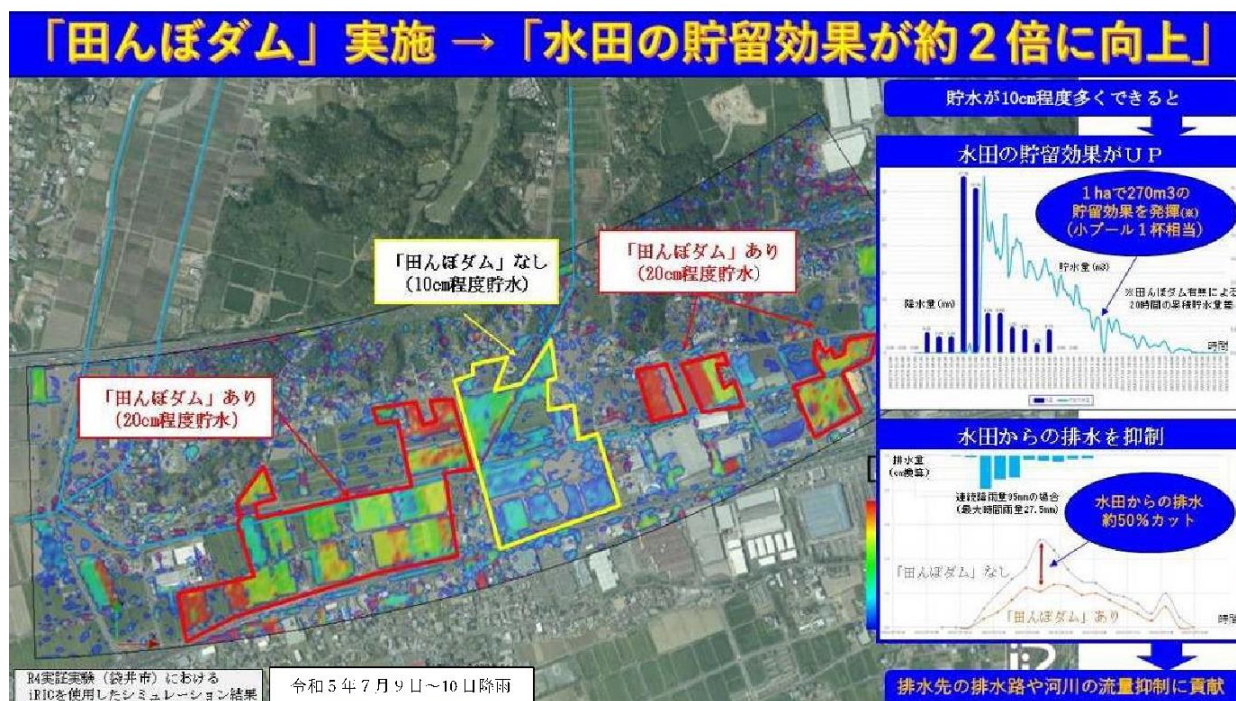 「田んぼダム」実施 → 「水田の貯留効果が約２倍に向上」
貯水が10cm程度多くできると
水田の貯留効果がＵＰ
１haで270m3の
貯留効果を発揮(※)
(小プール１杯相当)
貯水量(m3)
降水量(mm)
※田んぼダム有無による
20時間の累積貯水量差
時間
「田んぼダム」なし
(10cm程度貯水)
「田んぼダム」あり
(20cm程度貯水)
「田んぼダム」あり
(20cm程度貯水)
水田からの排水を抑制
排水量
(cm換算)
連続降雨量95mmの場合
(最大時間雨量27.5mm)
水田からの排水
約50%カット
「田んぼダム」なし
「田んぼダム」あり
時間
R4実証実験（袋井市）における
iRICを使用したシミュレーション結果
令和５年７月９日～10日降雨
排水先の排水路や河川の流量抑制に貢献